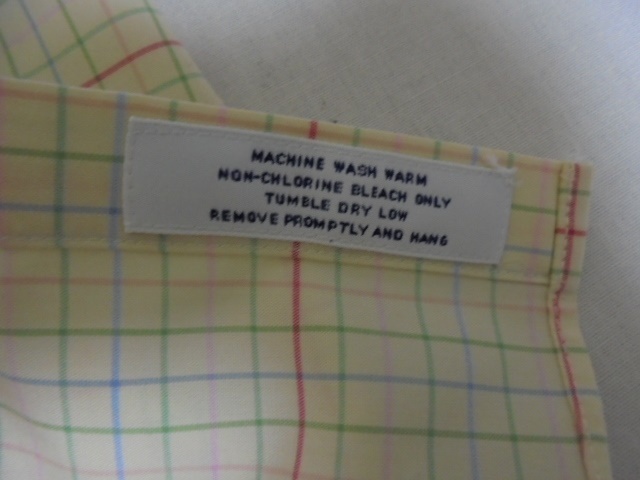 MACHINE WASH WARM
NON-CHLORINE BLEACH ONLY
TUMBLE DRY LOW
REMOVE PROMPTLY AND HANG